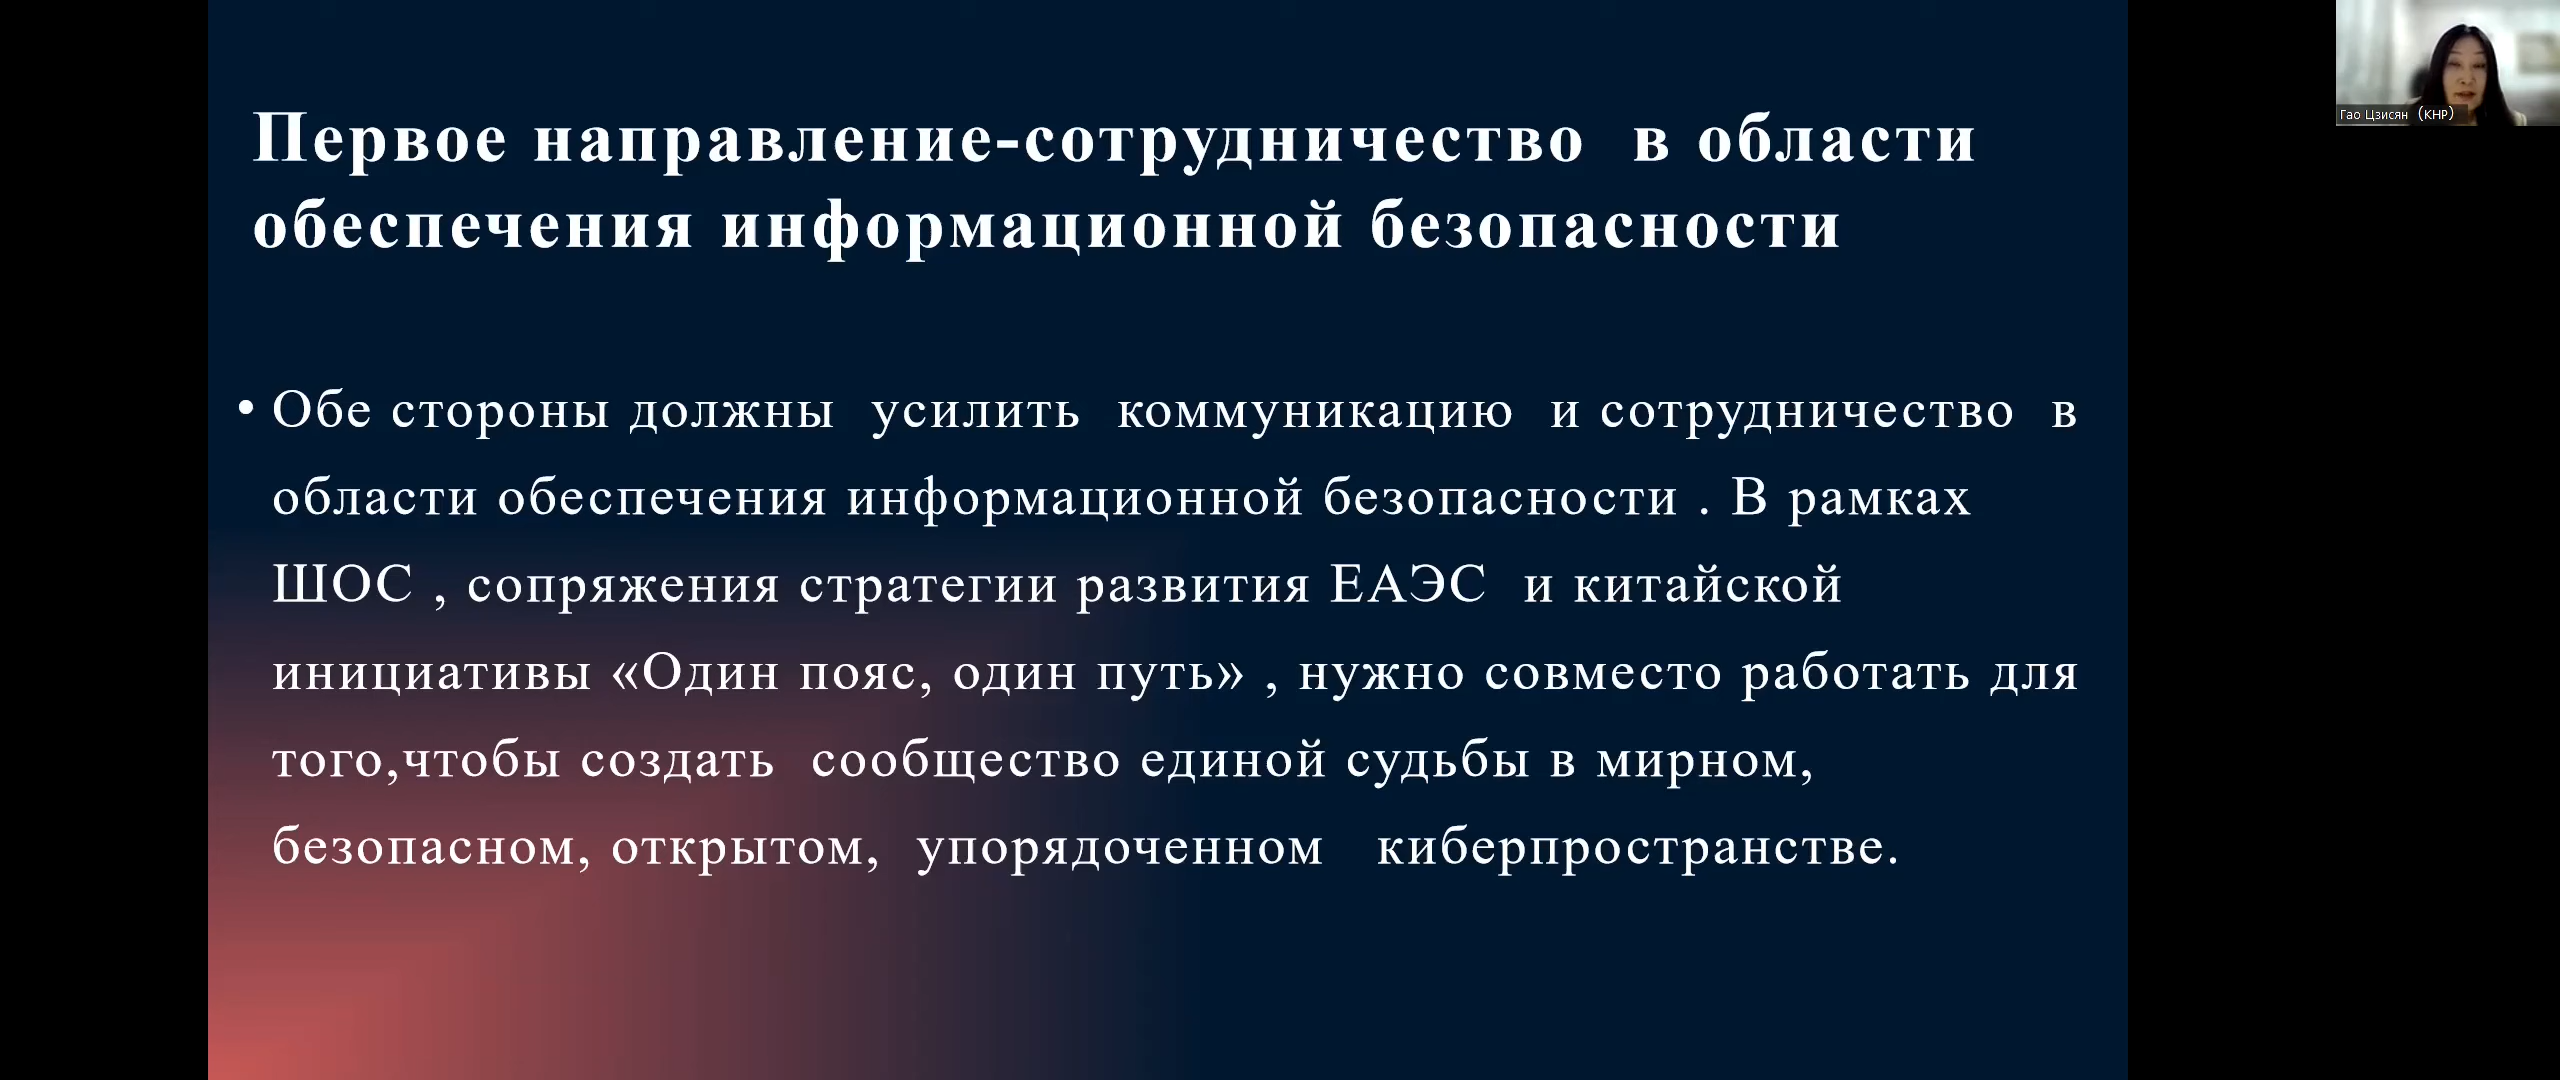 Первое направление-сотрудничество в области
обеспечения информационной безопасности
• Обе стороны должны усилить коммуникацию и сотрудничество в
области обеспечения информационной безопасности . В рамках
ШОС , сопряжения стратегии развития ЕАЭС и китайской
инициативы «Один пояс, один путь» , нужно совместо работать для
того,чтобы создать сообщество единой судьбы в мирном,
безопасном, открытом, упорядоченном киберпространстве.
Гао Цзисян (КНР)